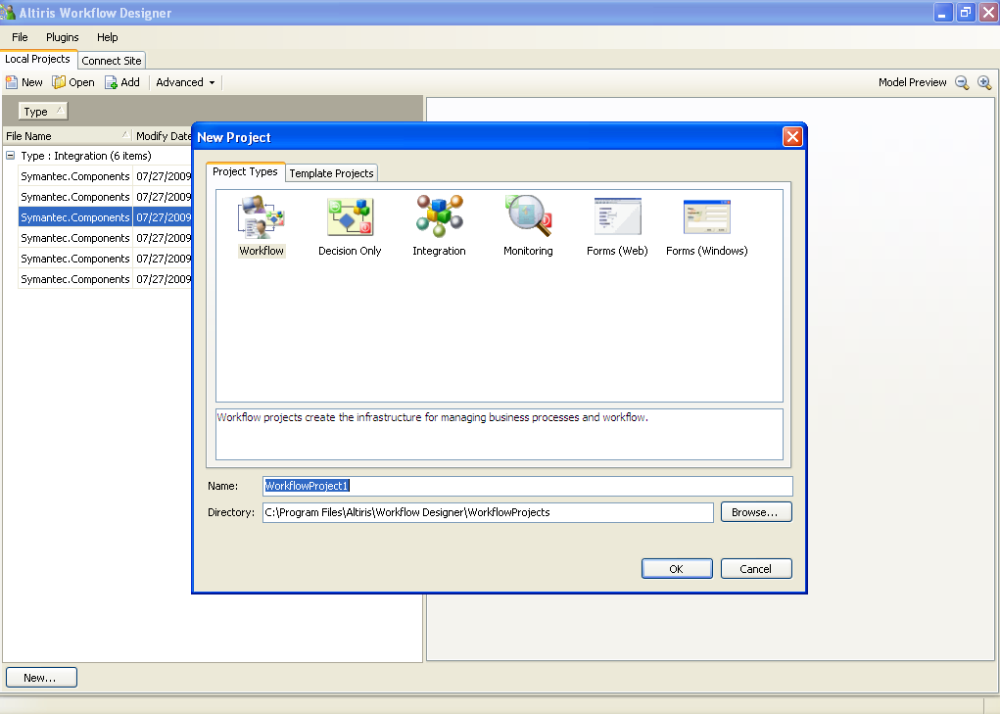 Altiris Workflow Designer
File Plugins Help
Local Projects Connect Site
New Open Add Advanced Model Preview
Type
File Name Modify Date
Type : Integration (6 items)
Symantec.Components 07/27/2009
Symantec.Components 07/27/2009
Symantec.Components 07/27/2009
Symantec.Components 07/27/2009
Symantec.Components 07/27/2009
Symantec.Components 07/27/2009
New Project
Project Types Template Projects
Workflow Decision Only Integration Monitoring Forms (Web) Forms (Windows)
Workflow projects create the infrastructure for managing business processes and workflow.
Name: WorkflowProject1
Directory: C:\Program Files\Altiris\Workflow Designer\WorkflowProjects Browse...
OK Cancel
New...